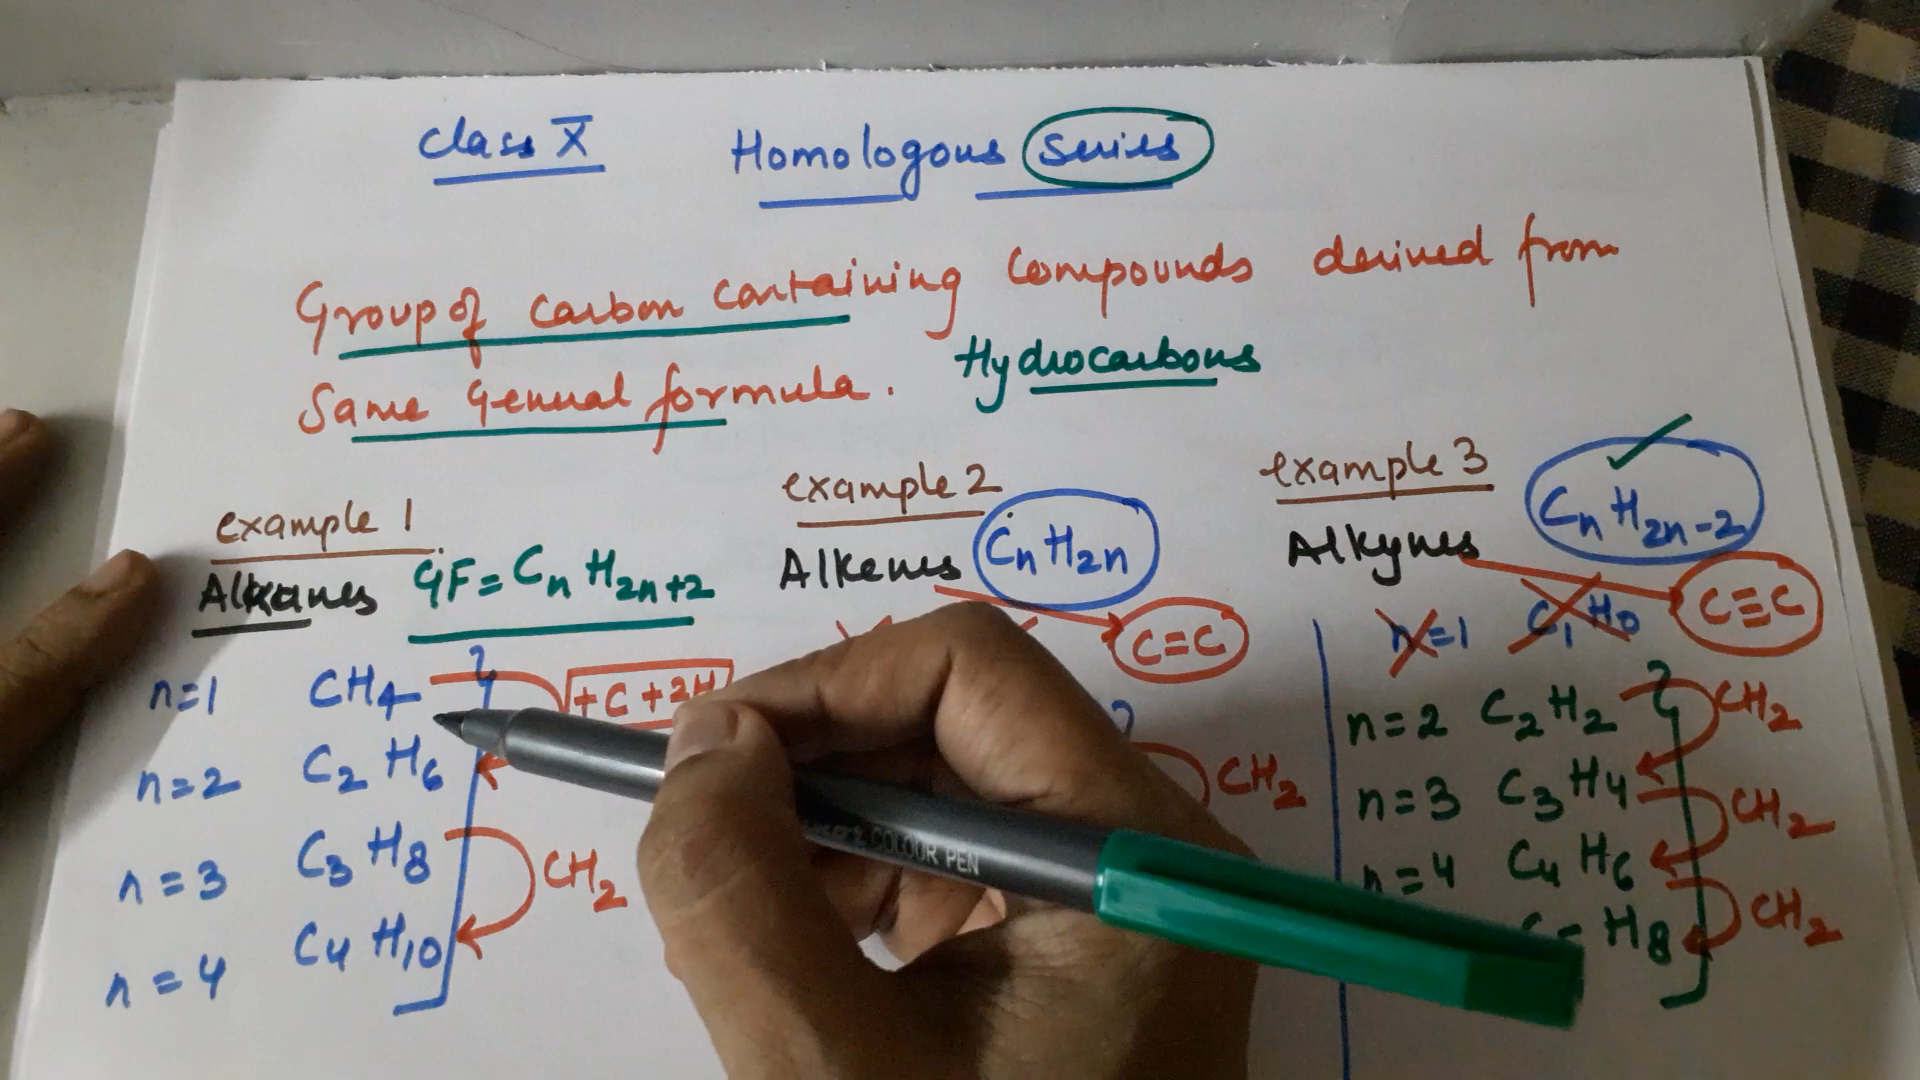 Class X Homologous Series
Group of Carbon Containing Compounds derived from
Same General formula. Hydrocarbons
example 1
Alkanes GF = CnH2n+2
n=1 CH4
+C+2H
n=2 C2H6
n=3 C3H8
CH2
n=4 C4H10
example 2
Alkenes CnH2n
C=C
CH2
example 3
Alkynes CnH2n-2
C≡C
n=1 C1H0
n=2 C2H2
CH2
n=3 C3H4
CH2
n=4 C4H6
CH2
H8
COLOUR PEN